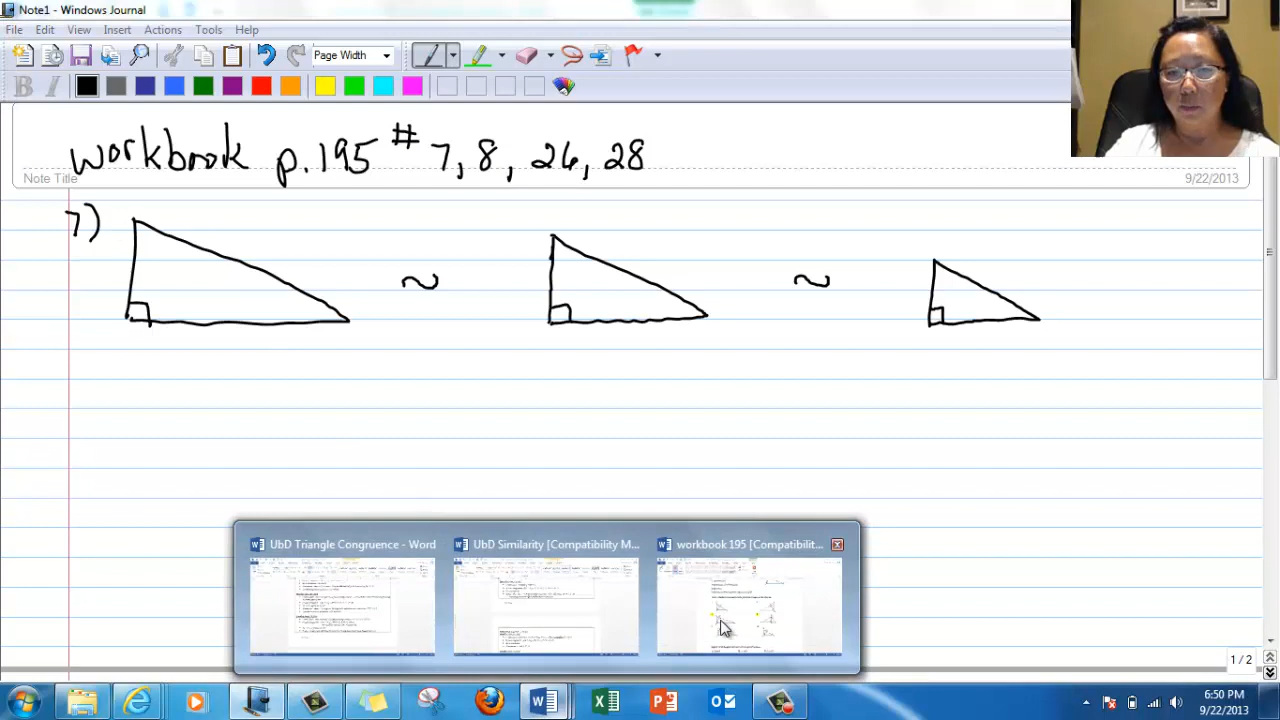 Note1 - Windows Journal
File Edit View Insert Actions Tools Help
Page Width
B I
workbook p.195 # 7, 8, 26, 28
Note Title
9/22/2013
7) ~ ~
UbD Triangle Congruence - Word
UbD Similarity [Compatibility M...
workbook 195 [Compatibilit...
1 / 2
6:50 PM
9/22/2013